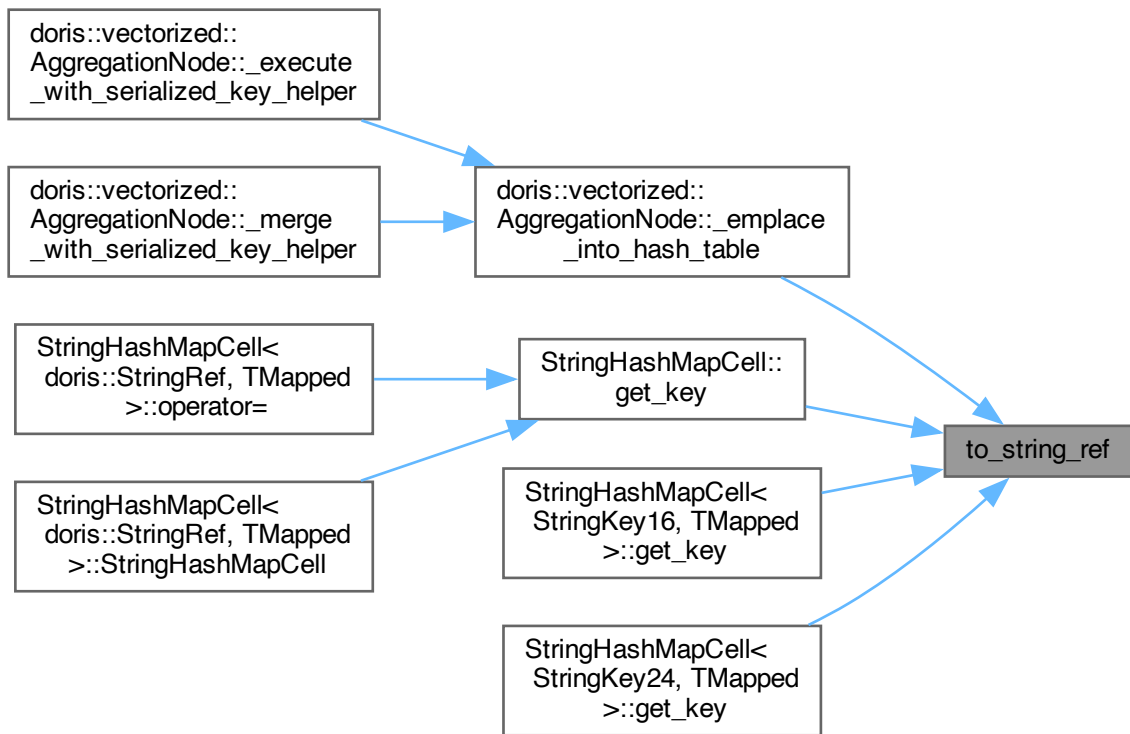 doris::vectorized::
AggregationNode::_execute
_with_serialized_key_helper
doris::vectorized::
AggregationNode::_merge
_with_serialized_key_helper
doris::vectorized::
AggregationNode::_emplace
_into_hash_table
StringHashMapCell<
doris::StringRef, TMapped
>::operator=
StringHashMapCell::
get_key
to_string_ref
StringHashMapCell<
doris::StringRef, TMapped
>::StringHashMapCell
StringHashMapCell<
StringKey16, TMapped
>::get_key
StringHashMapCell<
StringKey24, TMapped
>::get_key